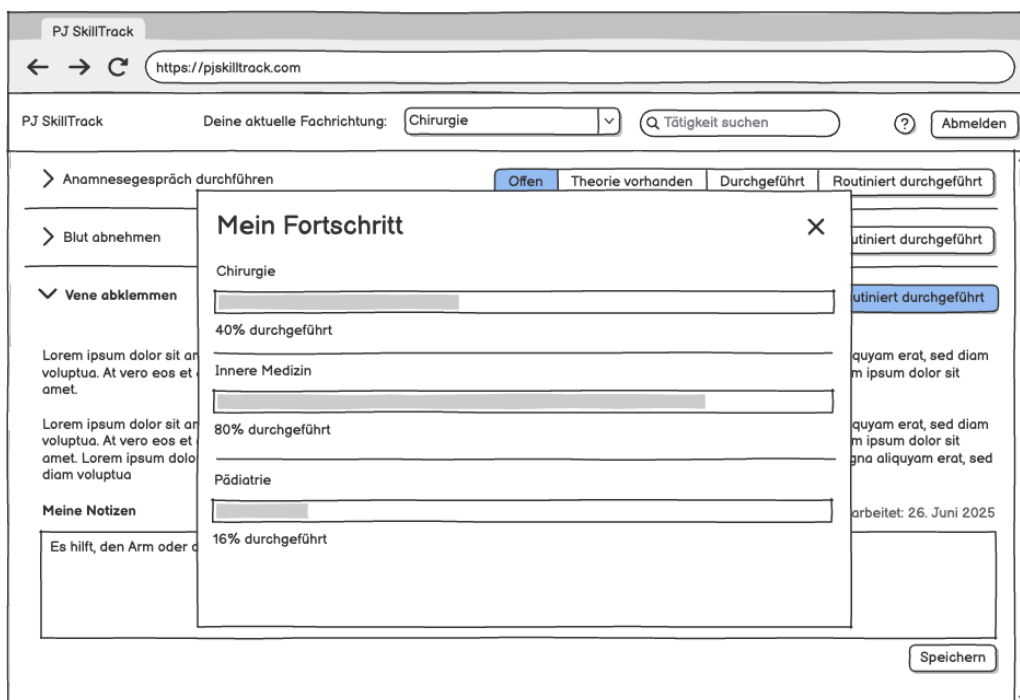 PJ SkillTrack
https://pjskilltrack.com
PJ SkillTrack
Deine aktuelle Fachrichtung:
Chirurgie
Tätigkeit suchen
?
Abmelden
Anamnesegespräch durchführen
Offen
Theorie vorhanden
Durchgeführt
Routiniert durchgeführt
Blut abnehmen
utiniert durchgeführt
Vene abklemmen
utiniert durchgeführt
Mein Fortschritt
Chirurgie
40% durchgeführt
Innere Medizin
80% durchgeführt
Pädiatrie
16% durchgeführt
Lorem ipsum dolor sit
quyam erat, sed diam
voluptua. At vero eos et
m ipsum dolor sit
amet.
Lorem ipsum dolor sit
quyam erat, sed diam
voluptua. At vero eos et
m ipsum dolor sit
amet. Lorem ipsum dolo
gna aliquyam erat, sed
diam voluptua
Meine Notizen
arbeitet: 26. Juni 2025
Es hilft, den Arm oder
Speichern